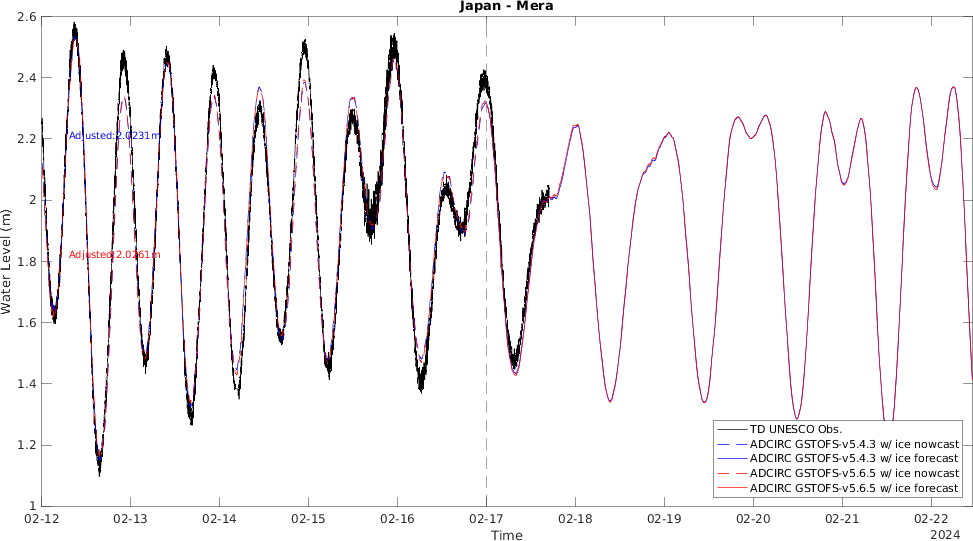 Japan - Mera
2.6
2.4
2.2
2
1.8
1.6
1.4
1.2
1
Water Level (m)
Adjusted:2.0231m
Adjusted:2.0261m
TD UNESCO Obs.
ADCIRC GSTOFS-v5.4.3 w/ ice nowcast
ADCIRC GSTOFS-v5.4.3 w/ ice forecast
ADCIRC GSTOFS-v5.6.5 w/ ice nowcast
ADCIRC GSTOFS-v5.6.5 w/ ice forecast
02-12 02-13 02-14 02-15 02-16 02-17 02-18 02-19 02-20 02-21 02-22
Time
2024